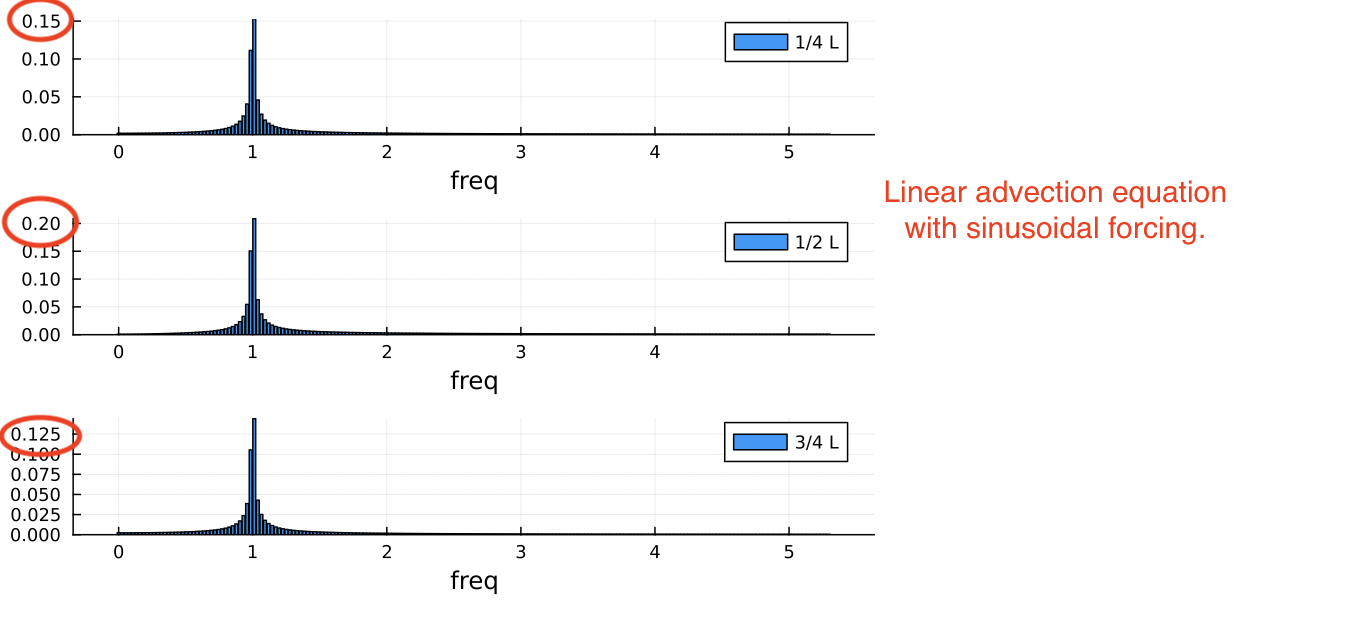 0.15
0.10
0.05
0.00
1/4 L
0 1 2 3 4 5
freq
Linear advection equation
with sinusoidal forcing.
0.20
0.15
0.10
0.05
0.00
1/2 L
0 1 2 3 4
freq
0.125
0.100
0.075
0.050
0.025
0.000
3/4 L
0 1 2 3 4 5
freq